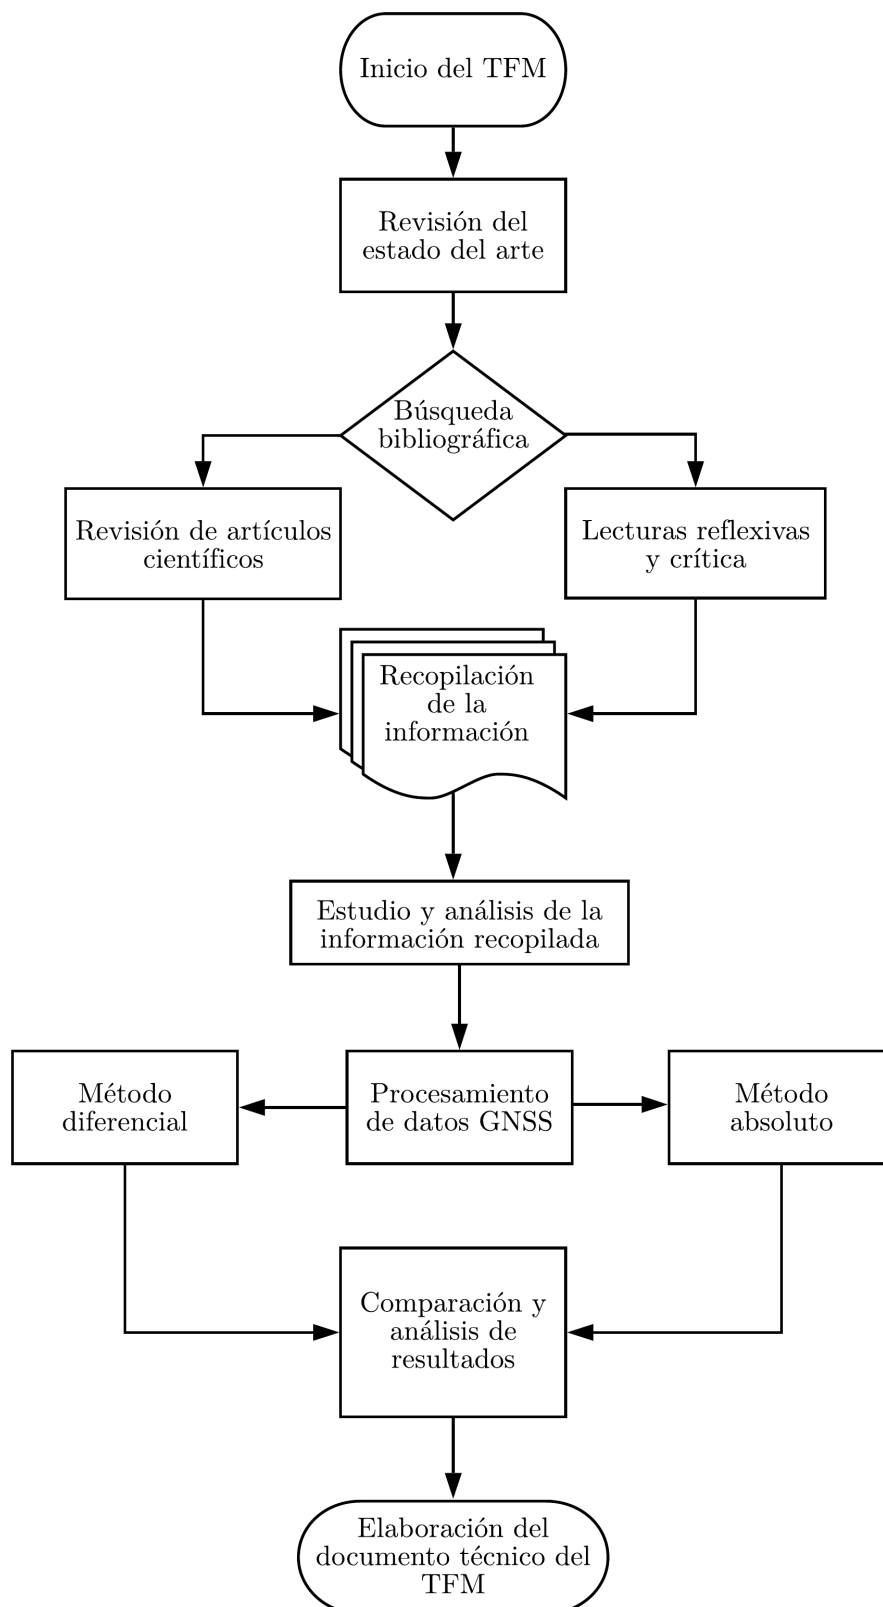 Inicio del TFM
Revisión del
estado del arte
Búsqueda
bibliográfica
Revisión de artículos
científicos
Lecturas reflexivas
y crítica
Recopilación
de la
información
Estudio y análisis de la
información recopilada
Método
diferencial
Procesamiento
de datos GNSS
Método
absoluto
Comparación y
análisis de
resultados
Elaboración del
documento técnico del
TFM